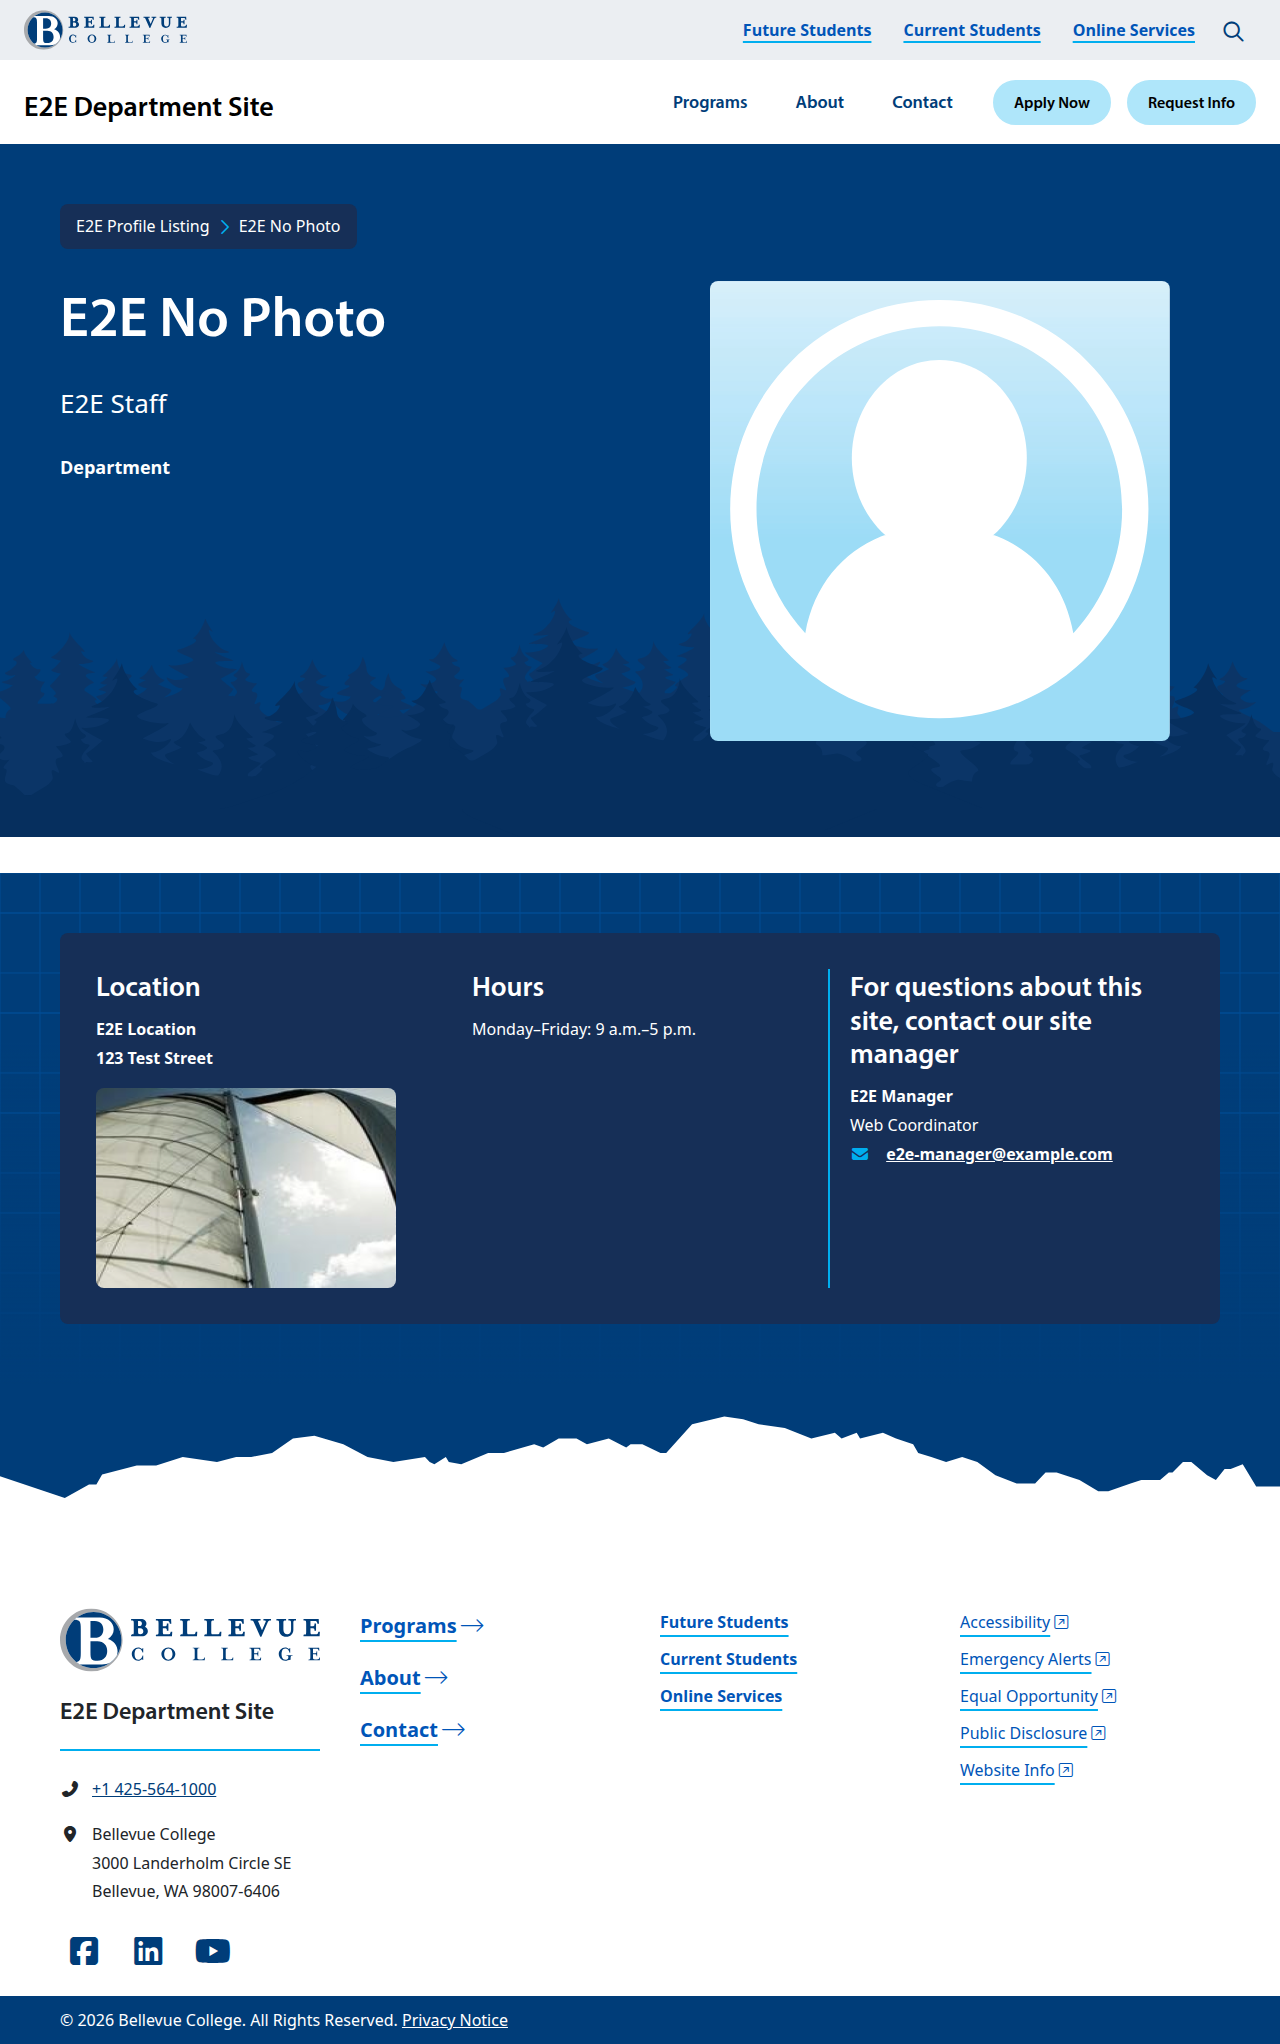 B BELLEVUE
COLLEGE
Future Students
Current Students
Online Services
E2E Department Site
Programs
About
Contact
Apply Now
Request Info
E2E Profile Listing
E2E No Photo
E2E No Photo
E2E Staff
Department
Location
E2E Location
123 Test Street
Hours
Monday–Friday: 9 a.m.–5 p.m.
For questions about this
site, contact our site
manager
E2E Manager
Web Coordinator
e2e-manager@example.com
B BELLEVUE
COLLEGE
E2E Department Site
+1 425-564-1000
Bellevue College
3000 Landerholm Circle SE
Bellevue, WA 98007-6406
Programs
About
Contact
Future Students
Current Students
Online Services
Accessibility
Emergency Alerts
Equal Opportunity
Public Disclosure
Website Info
© 2026 Bellevue College. All Rights Reserved. Privacy Notice